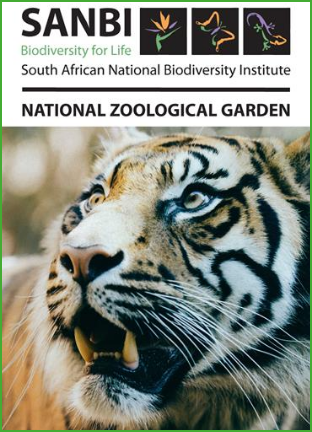 SANBI
Biodiversity for Life
South African National Biodiversity Institute
NATIONAL ZOOLOGICAL GARDEN